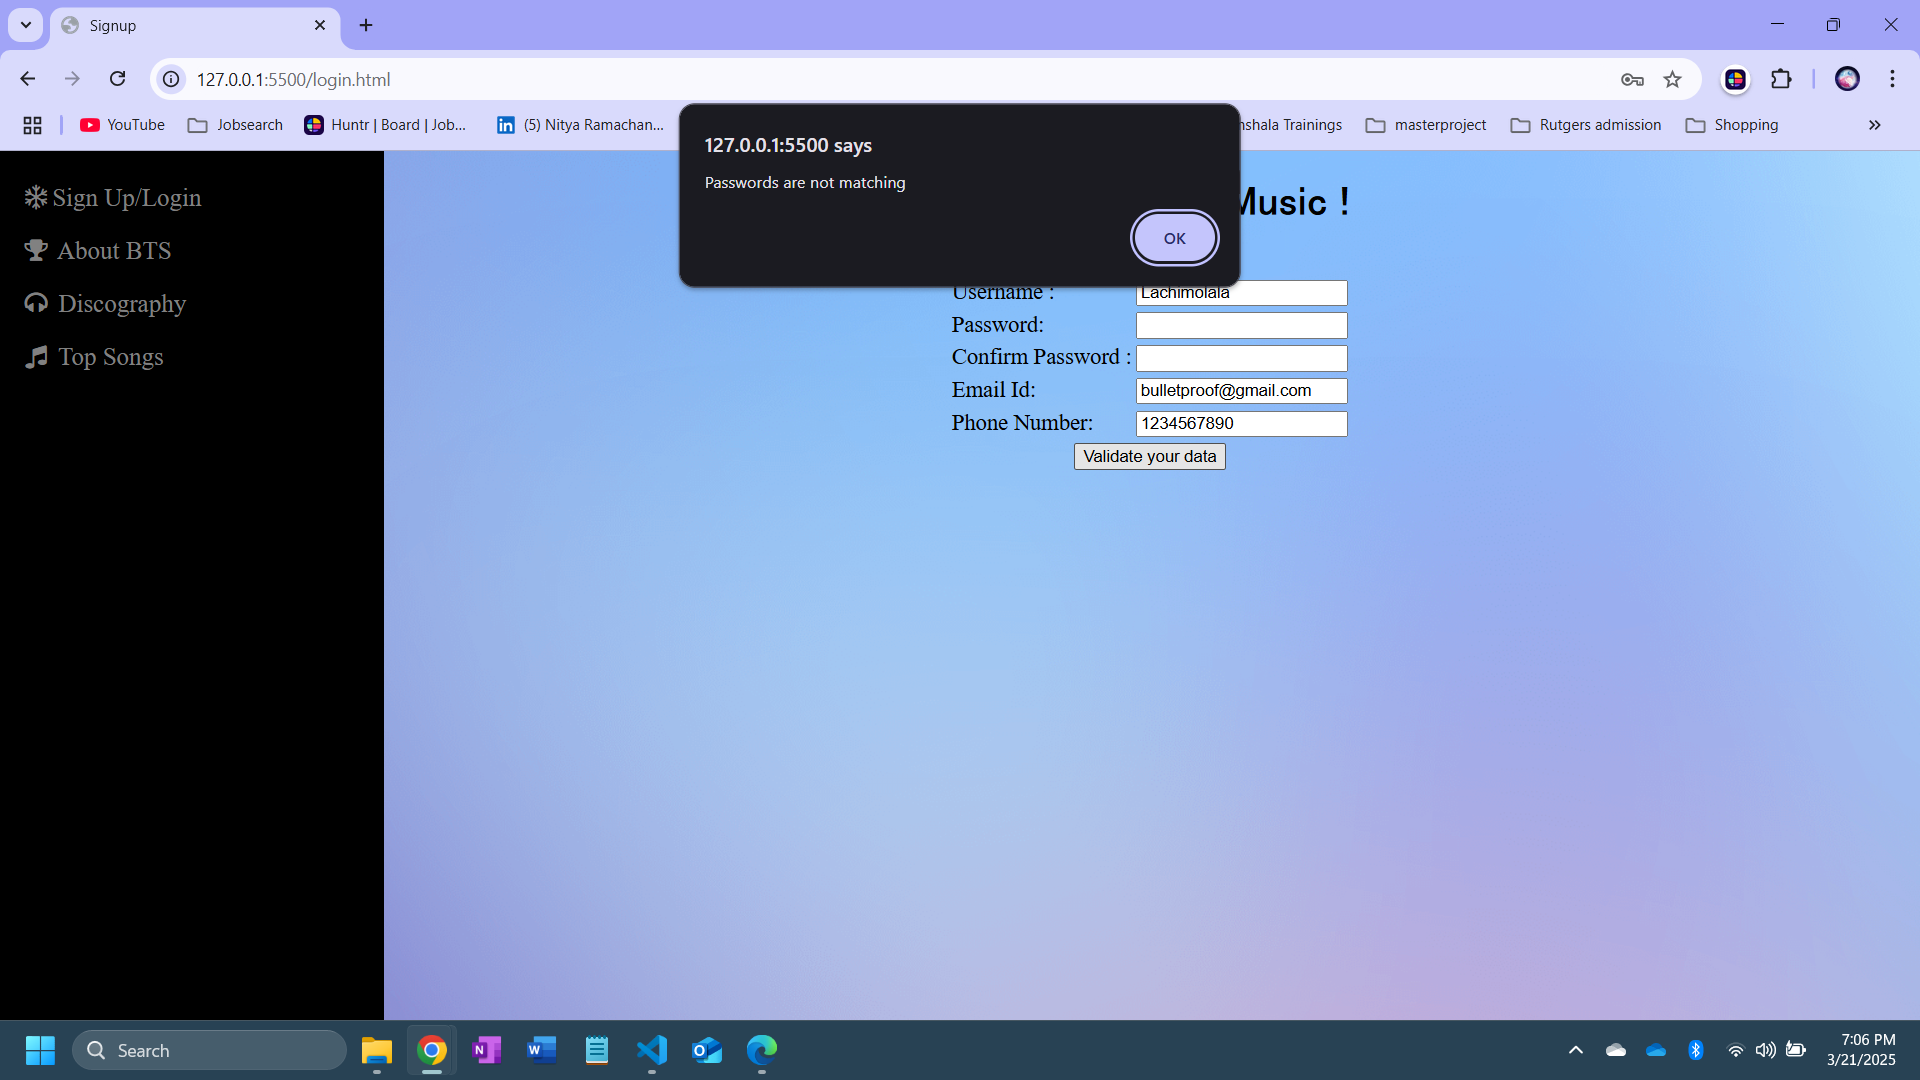 Signup
127.0.0.1:5500/login.html
YouTube
Jobsearch
Huntr | Board | Job...
(5) Nitya Ramachan...
nshala Trainings
masterproject
Rutgers admission
Shopping
127.0.0.1:5500 says
Passwords are not matching
OK
Sign Up/Login
About BTS
Discography
Top Songs
Music !
Username : Lachimolala
Password:
Confirm Password :
Email Id: bulletproof@gmail.com
Phone Number: 1234567890
Validate your data
Search
7:06 PM
3/21/2025